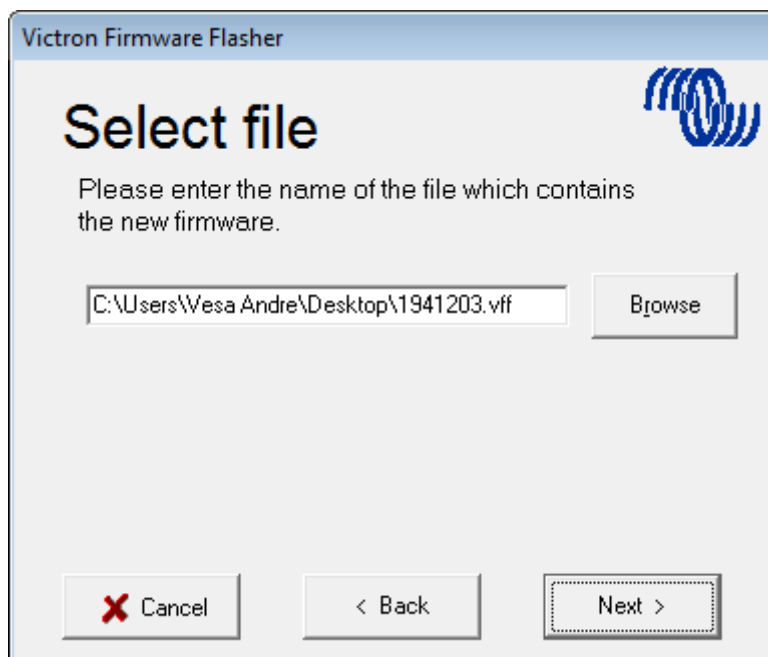 Victron Firmware Flasher
Select file
Please enter the name of the file which contains
the new firmware.
C:\Users\Vesa Andre\Desktop\1941203.vff
Browse
Cancel
< Back
Next >